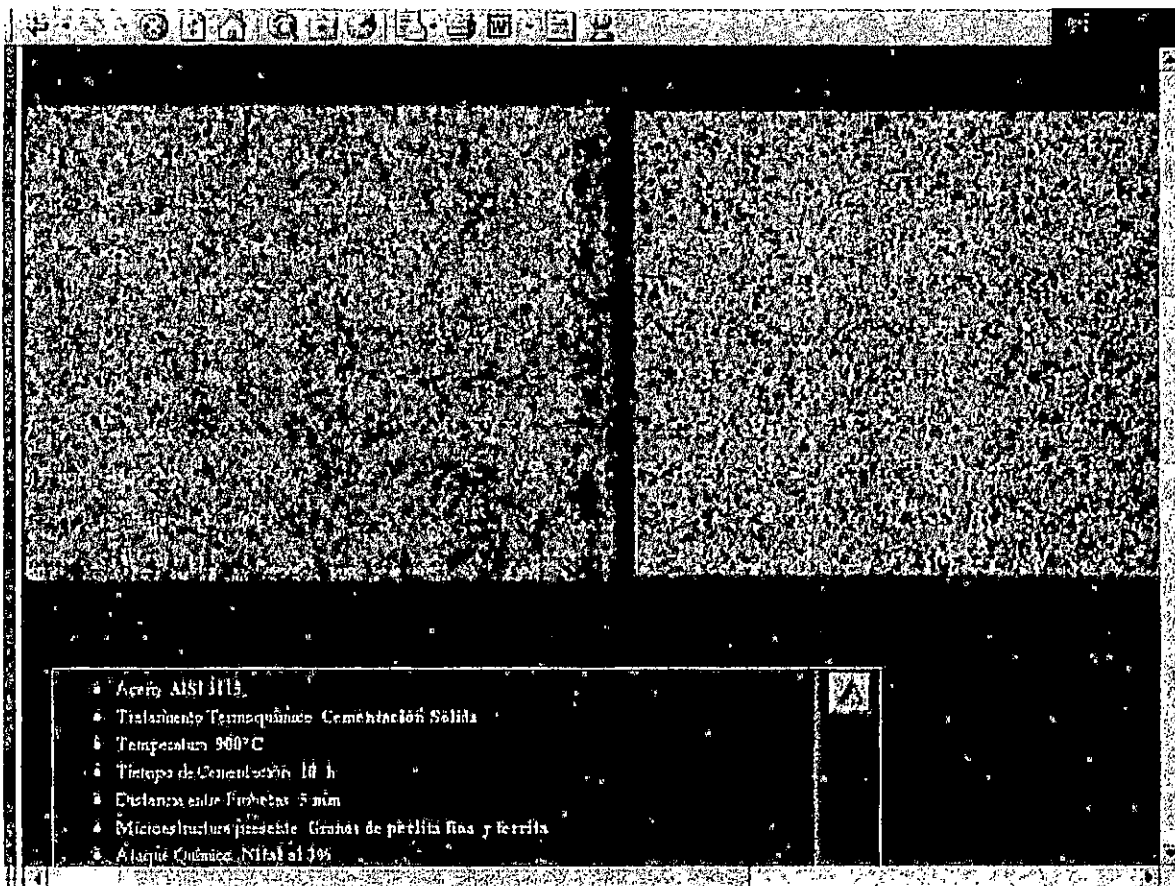 Acero AISI 3115
Tratamiento Termoquímico Cementación Sólida
Temperatura 900°C
Tiempo de Cementación 10 h
Distancia entre Probetas 5 mm
Microestructura presente Granos de perlita fina y ferrita
Ataque Químico Nital al 3%